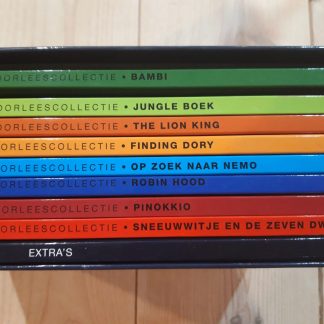 OORLEESCOLLECTIE • BAMBI
OORLEESCOLLECTIE • JUNGLE BOEK
OORLEESCOLLECTIE • THE LION KING
OORLEESCOLLECTIE • FINDING DORY
OORLEESCOLLECTIE • OP ZOEK NAAR NEMO
OORLEESCOLLECTIE • ROBIN HOOD
OORLEESCOLLECTIE • PINOKKIO
OORLEESCOLLECTIE • SNEEUWWITJE EN DE ZEVEN DW
EXTRA'S